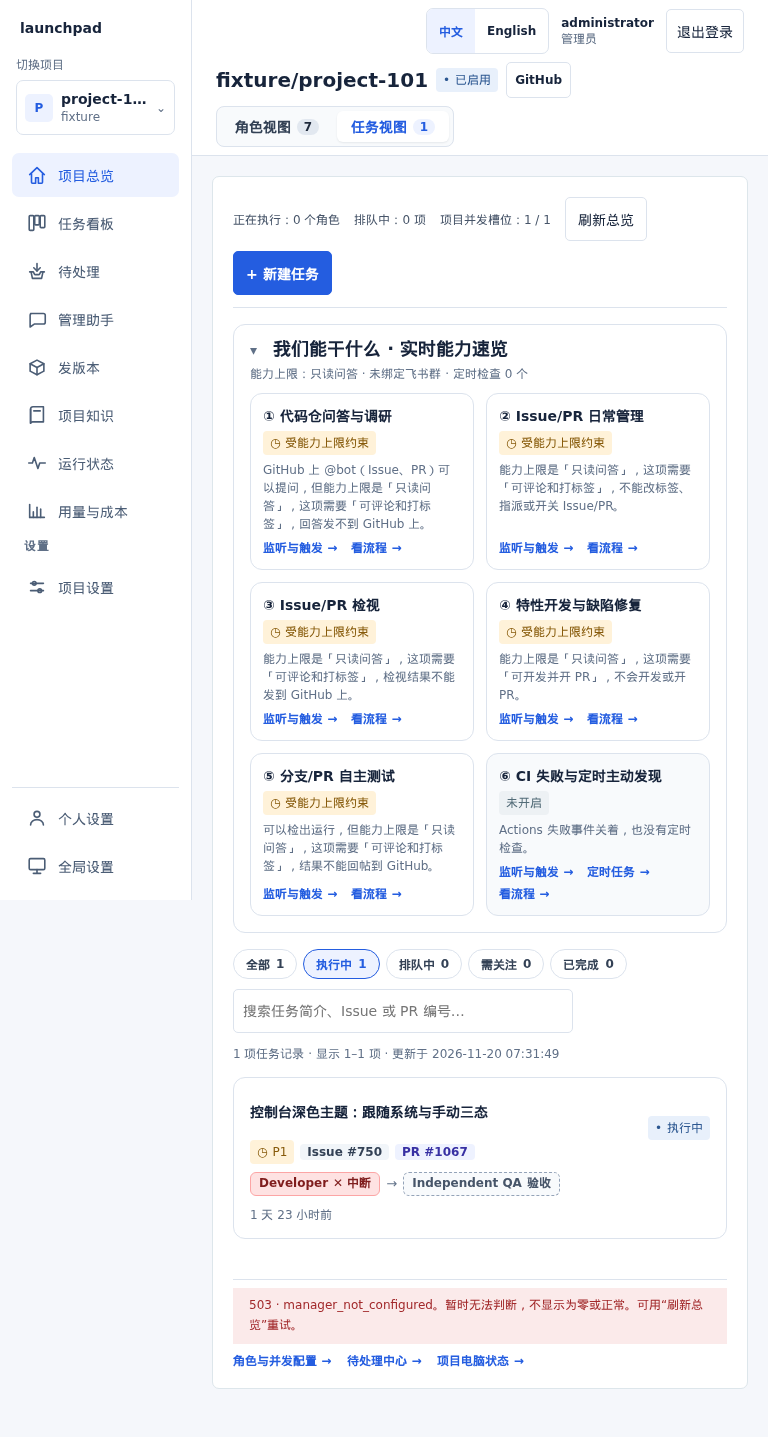 launchpad
中文
English
administrator
管理员
退出登录
切换项目
P
project-1…
fixture
fixture/project-101
• 已启用
GitHub
角色视图 7
任务视图 1
项目总览
任务看板
待处理
管理助手
发版本
项目知识
运行状态
用量与成本
设置
项目设置
个人设置
全局设置
正在执行：0 个角色 排队中：0 项 项目并发槽位：1 / 1
刷新总览
+ 新建任务
▾ 我们能干什么 · 实时能力速览
能力上限：只读问答 · 未绑定飞书群 · 定时检查 0 个
① 代码仓问答与调研
◷ 受能力上限约束
GitHub 上 @bot（Issue、PR）可
以提问，但能力上限是「只读问
答」，这项需要「可评论和打标
签」，回答发不到 GitHub 上。
监听与触发 → 看流程 →
② Issue/PR 日常管理
◷ 受能力上限约束
能力上限是「只读问答」，这项需要
「可评论和打标签」，不能改标签、
指派或开关 Issue/PR。
监听与触发 → 看流程 →
③ Issue/PR 检视
◷ 受能力上限约束
能力上限是「只读问答」，这项需要
「可评论和打标签」，检视结果不能
发到 GitHub 上。
监听与触发 → 看流程 →
④ 特性开发与缺陷修复
◷ 受能力上限约束
能力上限是「只读问答」，这项需要
「可开发并开 PR」，不会开发或开
PR。
监听与触发 → 看流程 →
⑤ 分支/PR 自主测试
◷ 受能力上限约束
可以检出运行，但能力上限是「只读
问答」，这项需要「可评论和打标
签」，结果不能回帖到 GitHub。
监听与触发 → 看流程 →
⑥ CI 失败与定时主动发现
未开启
Actions 失败事件关着，也没有定时
检查。
监听与触发 → 定时任务 →
看流程 →
全部 1
执行中 1
排队中 0
需关注 0
已完成 0
搜索任务简介、Issue 或 PR 编号…
1 项任务记录 · 显示 1–1 项 · 更新于 2026-11-20 07:31:49
控制台深色主题：跟随系统与手动三态
• 执行中
◷ P1 Issue #750 PR #1067
Developer × 中断 → Independent QA 验收
1 天 23 小时前
503 · manager_not_configured。暂时无法判断，不显示为零或正常。可用“刷新总
览”重试。
角色与并发配置 → 待处理中心 → 项目电脑状态 →